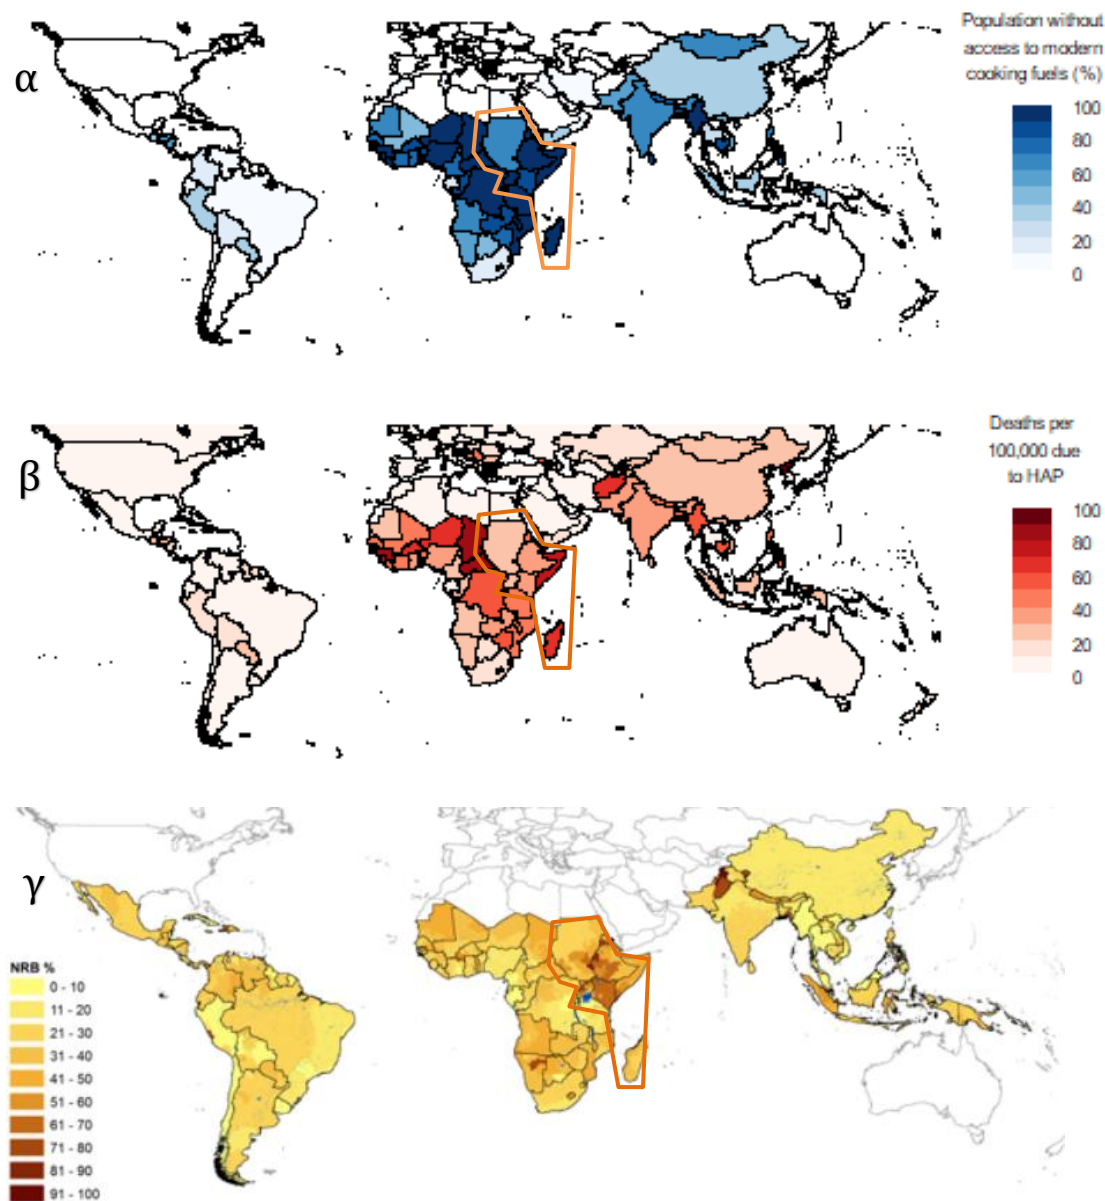 α
Population without
access to modern
cooking fuels (%)
100
80
60
40
20
0
β
Deaths per
100,000 due
to HAP
100
80
60
40
20
0
γ
NRB %
0 - 10
11 - 20
21 - 30
31 - 40
41 - 50
51 - 60
61 - 70
71 - 80
81 - 90
91 - 100